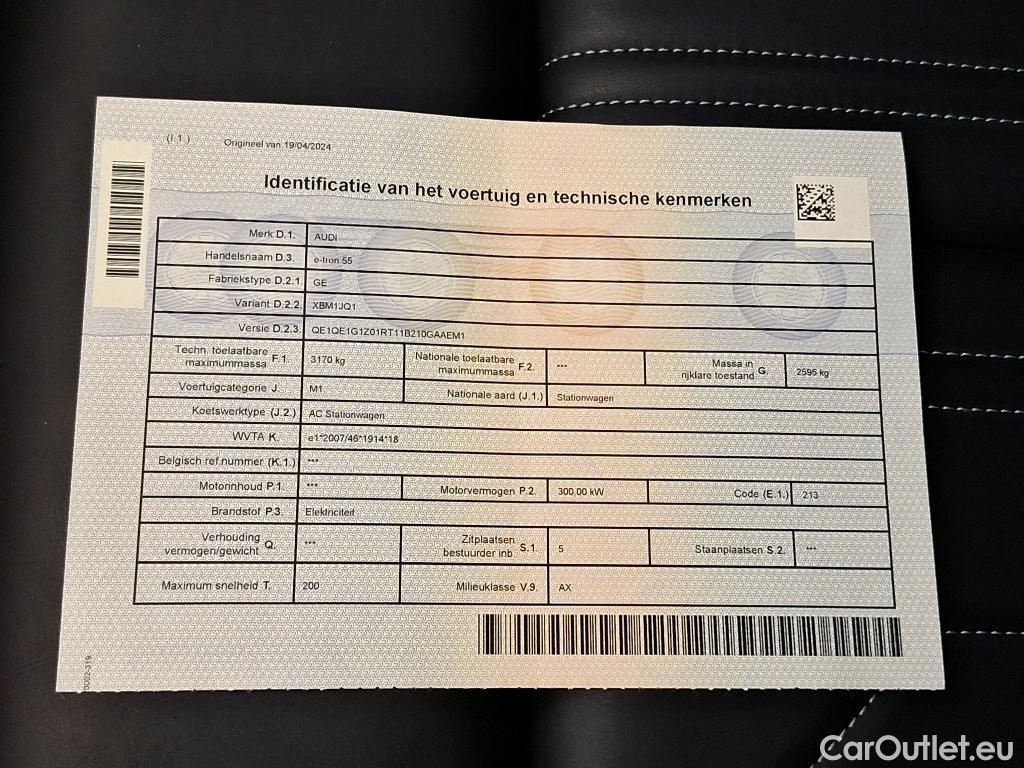 (I.1.) Origineel van 19/04/2024
Identificatie van het voertuig en technische kenmerken
Merk D.1. AUDI
Handelsnaam D.3. e-tron 55
Fabriekstype D.2.1 GE
Variant D.2.2. XBM1JQ1
Versie D.2.3. QE1QE1G1Z01RT11B210GAAEM1
Techn. toelaatbare maximummassa F.1. 3170 kg Nationale toelaatbare maximummassa F.2. *** Massa in rijklare toestand G. 2595 kg
Voertuigcategorie J. M1 Nationale aard (J.1.) Stationwagen
Koetswerktype (J.2.) AC Stationwagen
WVTA K. e1*2007/46*1914*18
Belgisch ref.nummer (K.1.) ***
Motorinhoud P.1. *** Motorvermogen P.2. 300,00 kW Code (E.1.) 213
Brandstof P.3. Elektriciteit
Verhouding vermogen/gewicht Q. *** Zitplaatsen bestuurder inb. S.1. 5 Staanplaatsen S.2. ***
Maximum snelheid T. 200 Milieuklasse V.9. AX
CarOutlet.eu